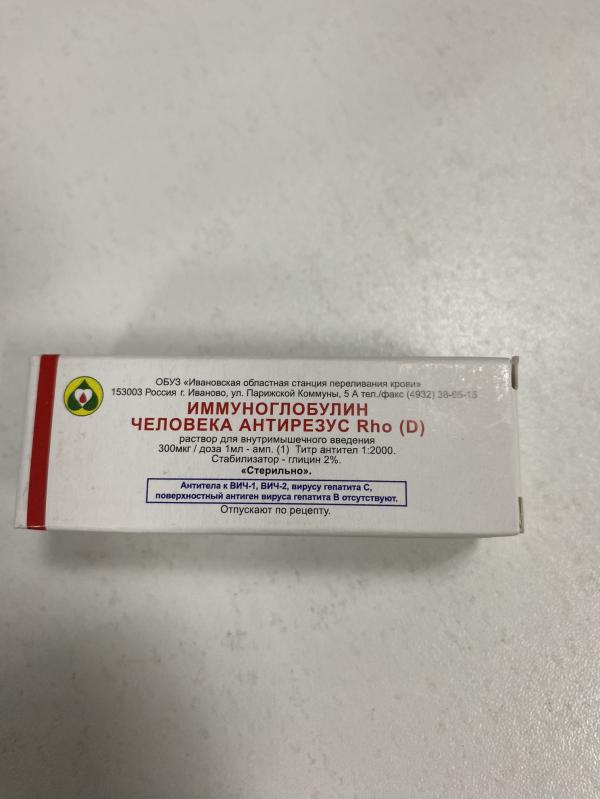 ОБУЗ «Ивановская областная станция переливания крови»
153003 Россия г. Иваново, ул. Парижской Коммуны, 5 А тел./факс (4932) 38-65-15
ИММУНОГЛОБУЛИН
ЧЕЛОВЕКА АНТИРЕЗУС Rho (D)
раствор для внутримышечного введения
300мкг / доза 1мл - амп. (1) Титр антител 1:2000.
Стабилизатор - глицин 2%.
«Стерильно».
Антитела к ВИЧ-1, ВИЧ-2, вирусу гепатита С,
поверхностный антиген вируса гепатита В отсутствуют.
Отпускают по рецепту.